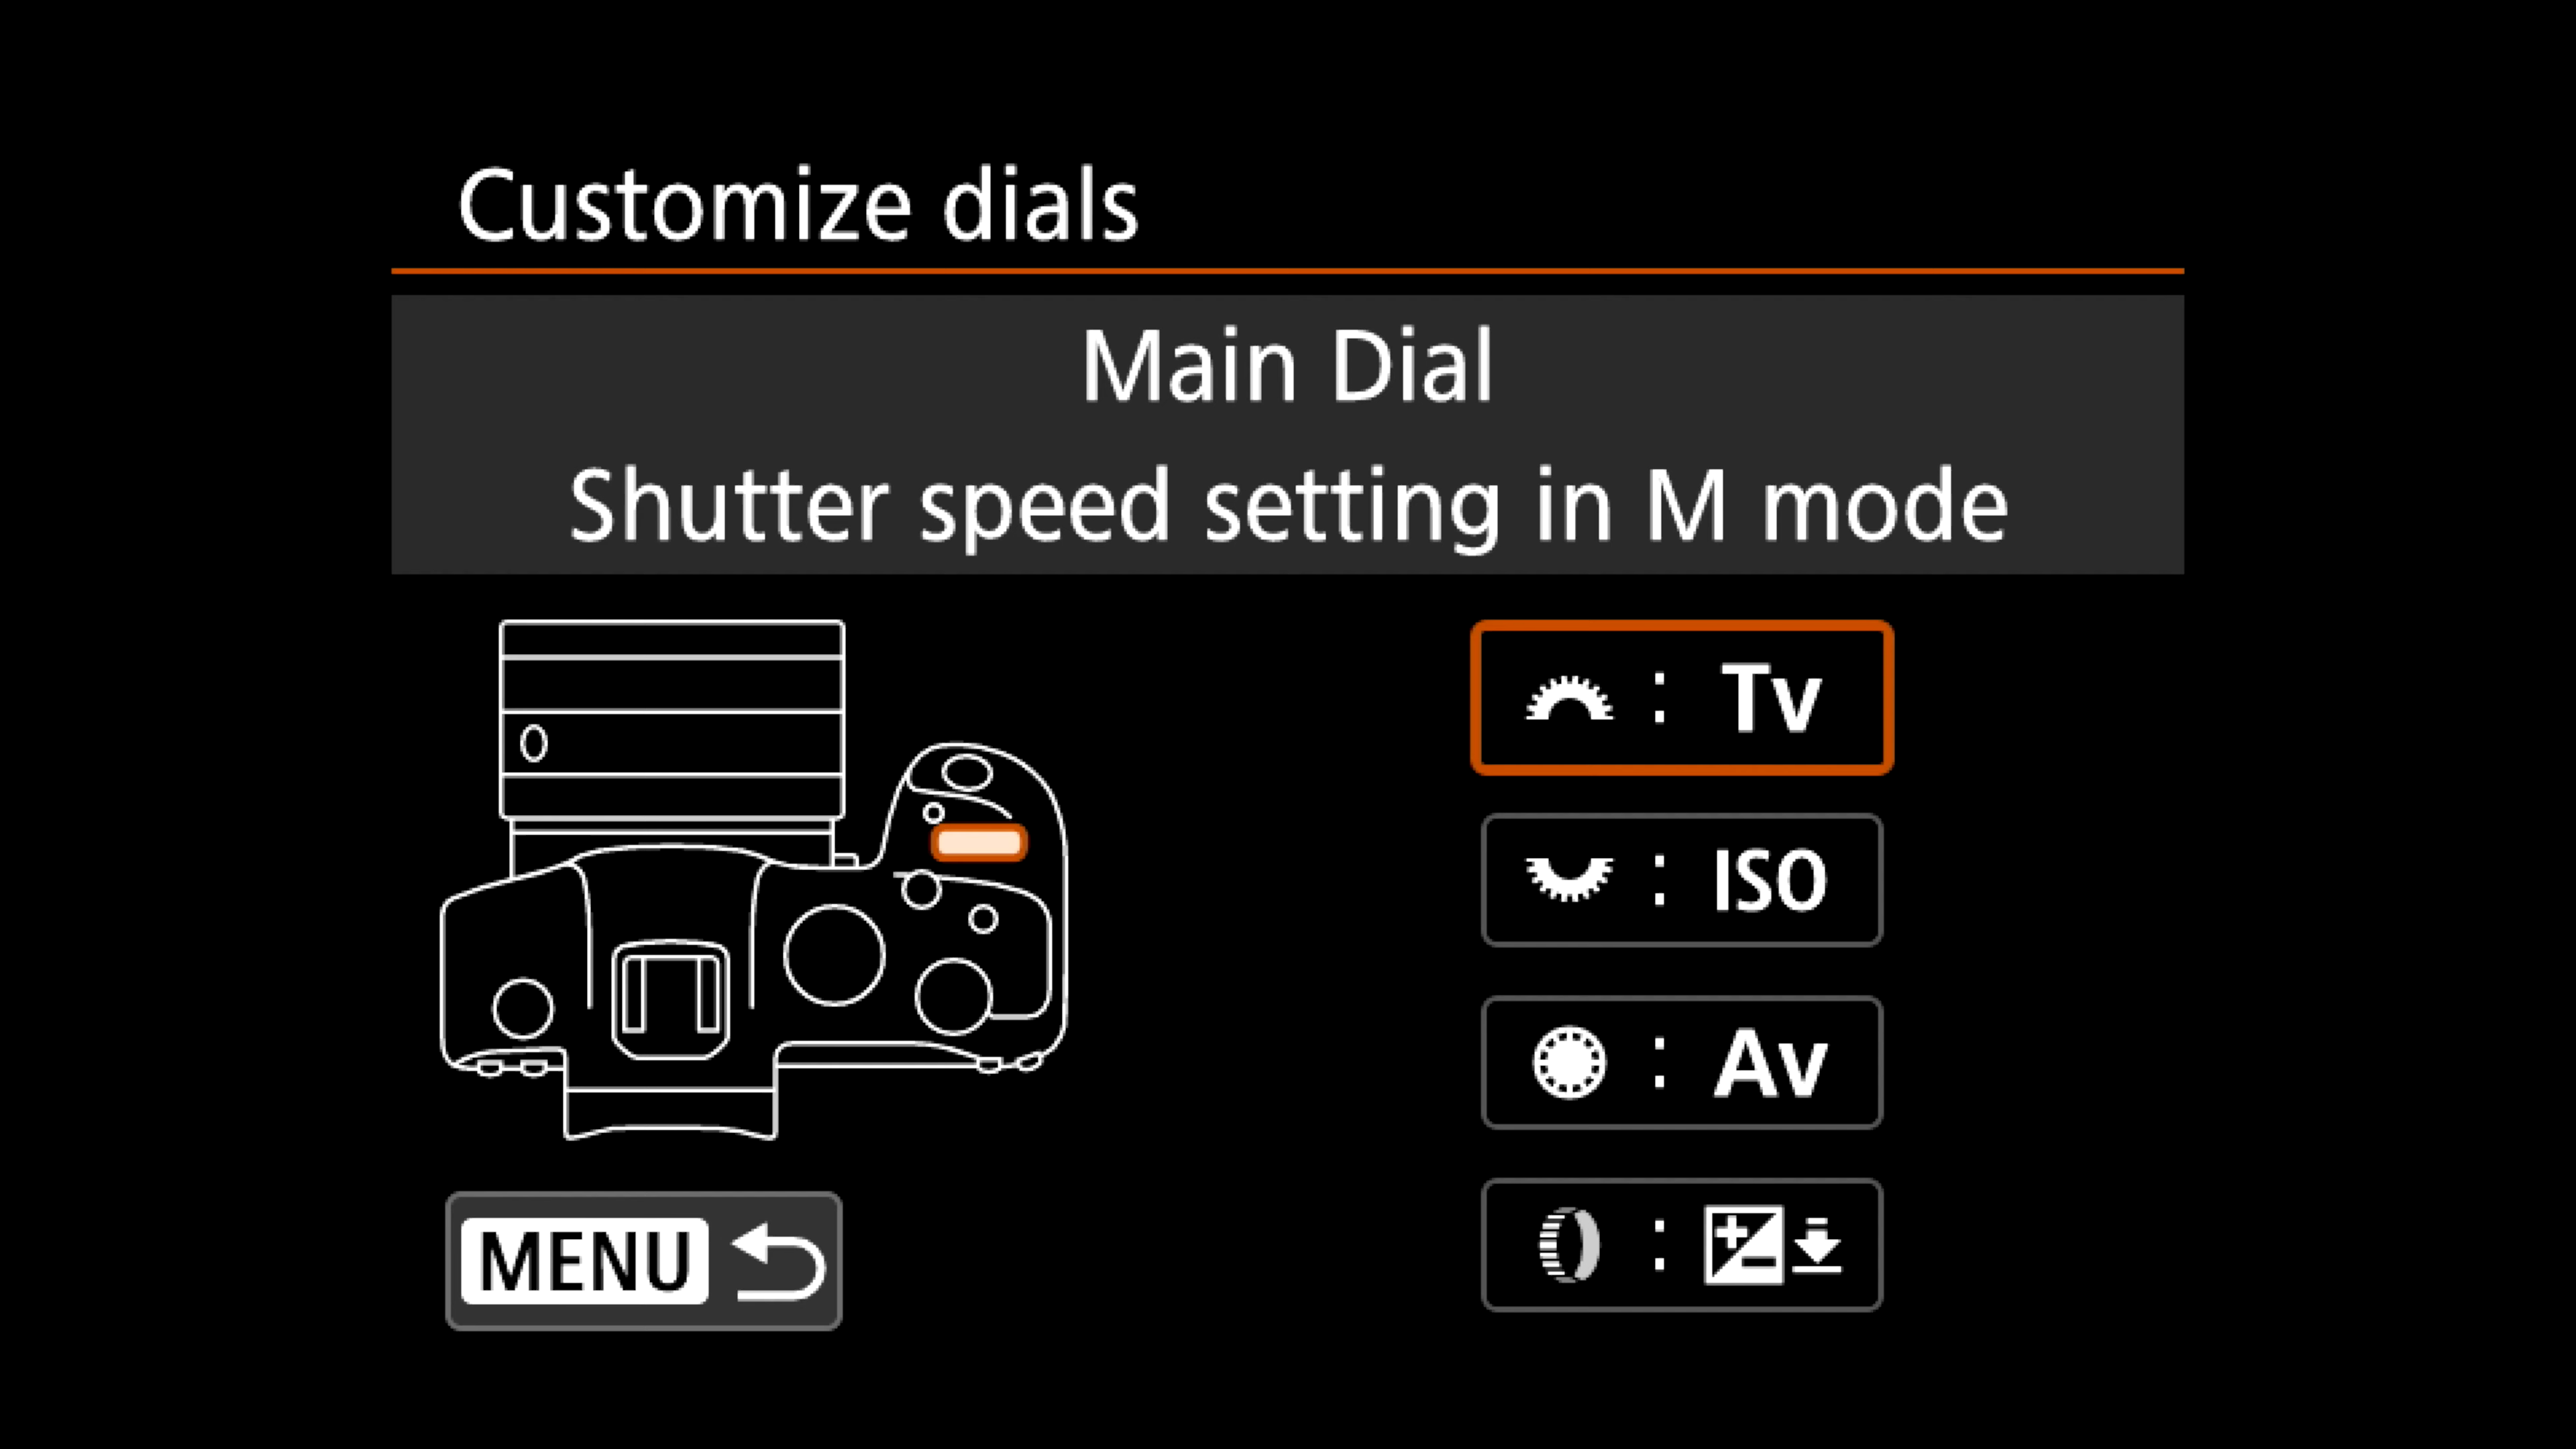 Customize dials
Main Dial
Shutter speed setting in M mode
: Tv
: ISO
: Av
:
MENU